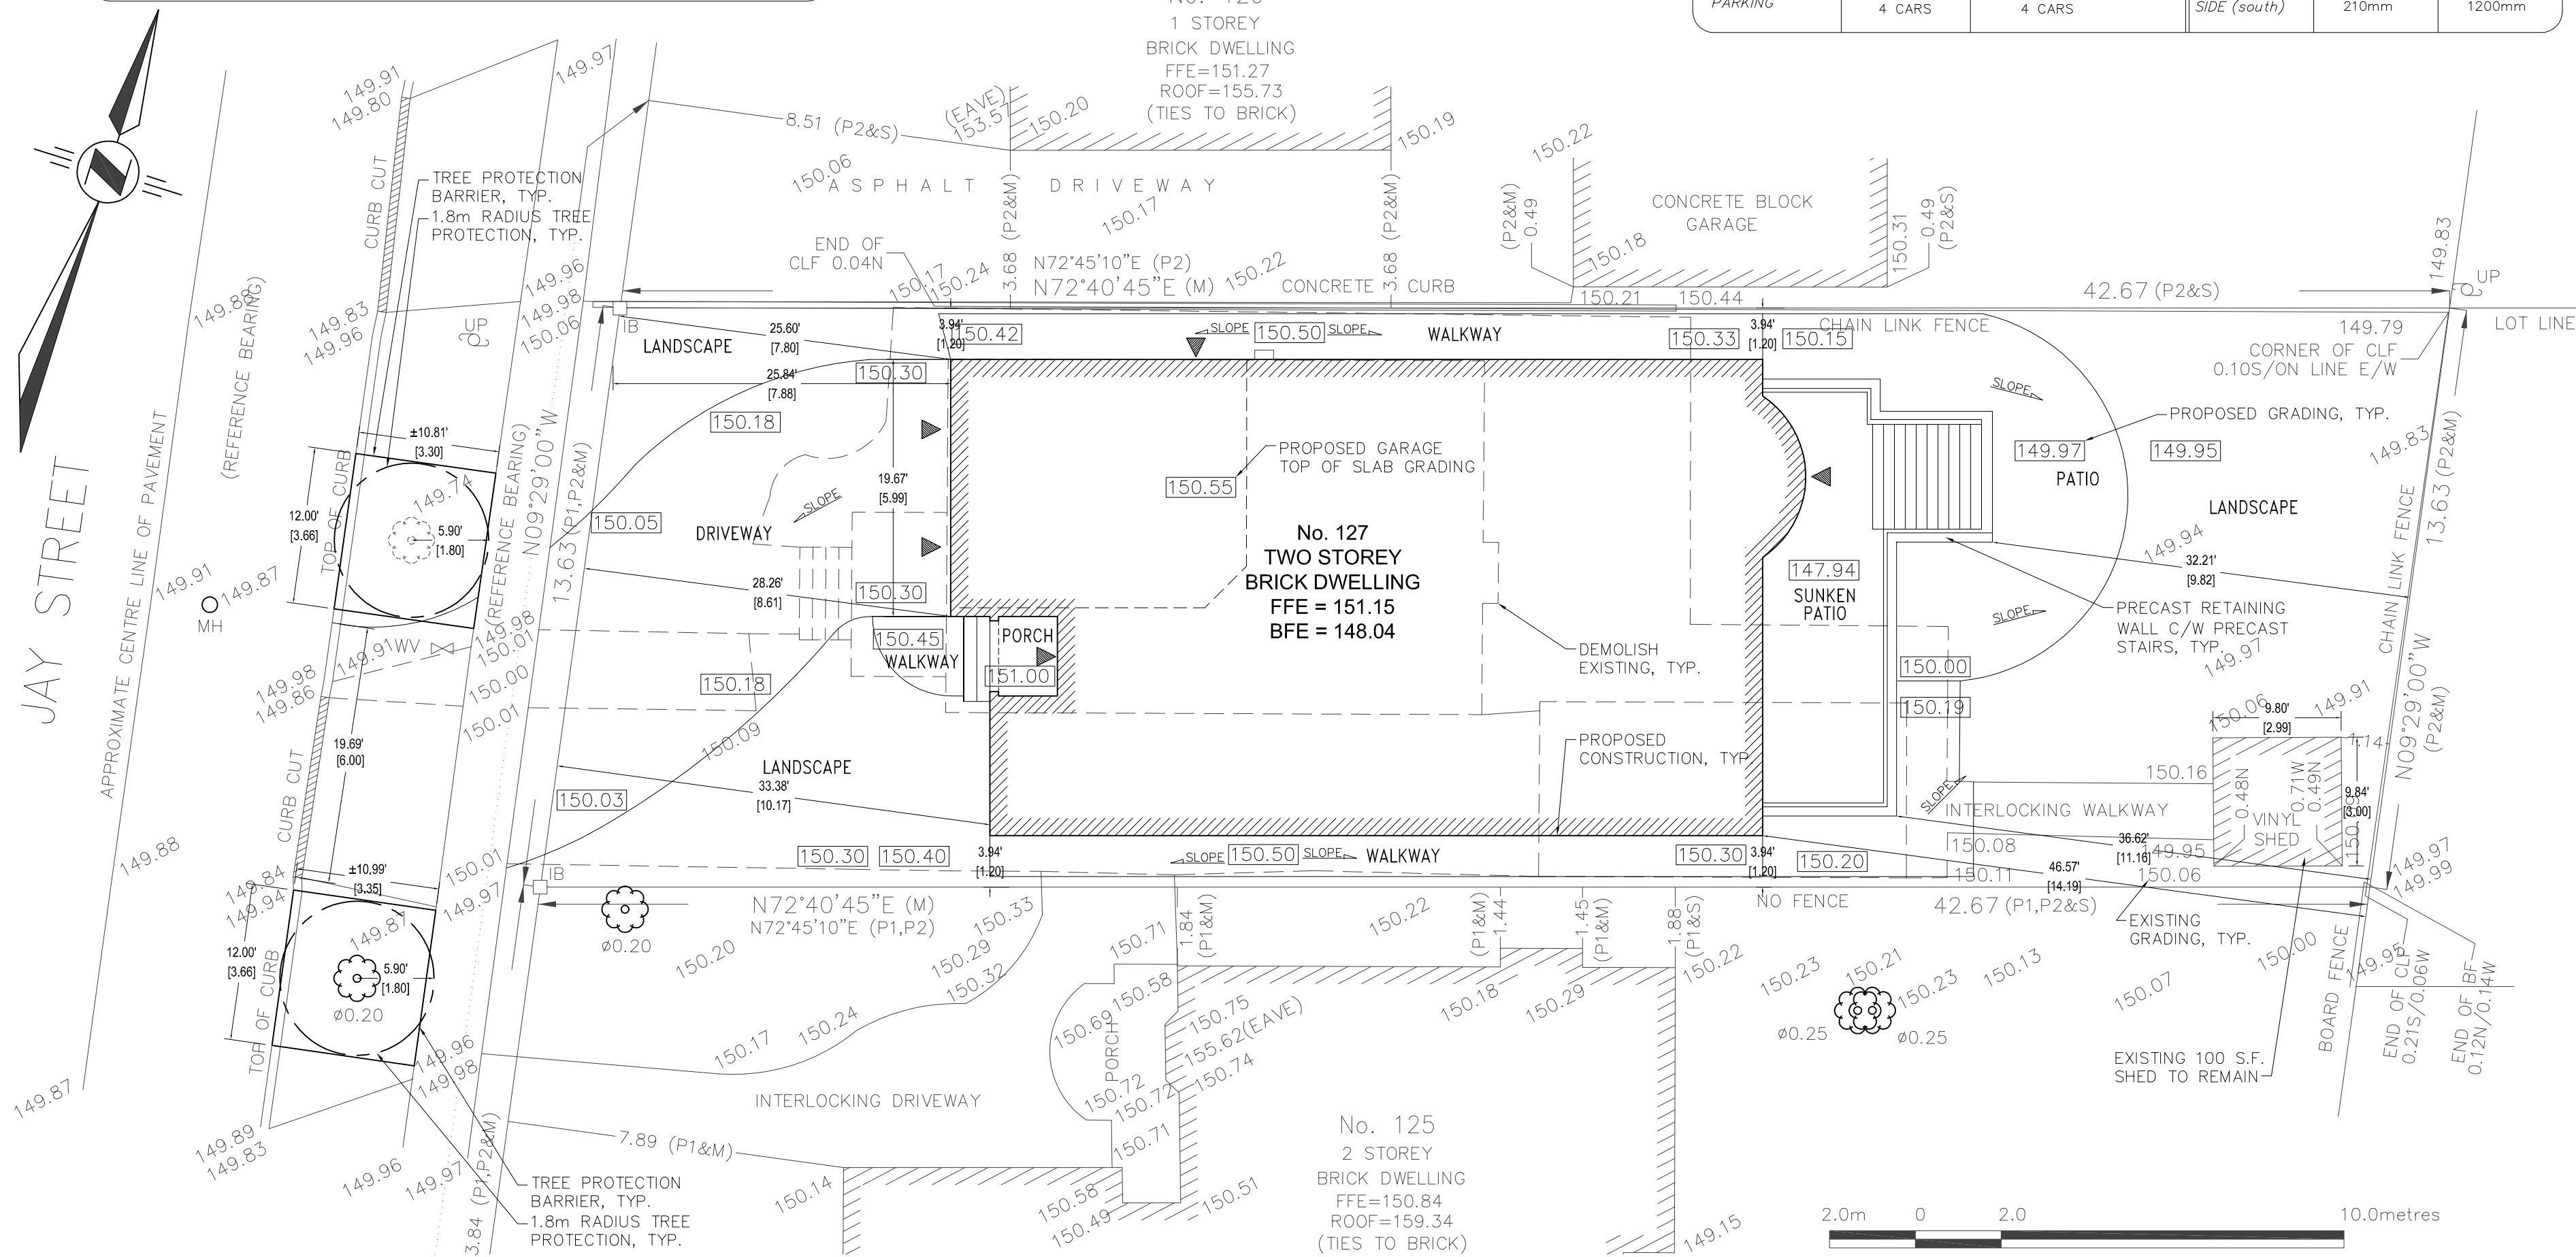 PARKING
4 CARS
4 CARS
SIDE (south)
210mm
1200mm
1 STOREY
BRICK DWELLING
FFE=151.27
ROOF=155.73
(TIES TO BRICK)
149.91
149.80
149.97
(EAVE)
153.57
150.20
8.51 (P2&S)
150.19
150.22
150.06
ASPHALT DRIVEWAY
150.17
TREE PROTECTION
BARRIER, TYP.
1.8m RADIUS TREE
PROTECTION, TYP.
CURB CUT
3.68 (P2&M)
3.68 (P2&M)
(P2&M)
0.49
CONCRETE BLOCK
GARAGE
150.18
150.31
0.49
(P2&S)
149.83
END OF
CLF 0.04N
150.17
150.24
N72°45'10"E (P2)
N72°40'45"E (M)
150.22
CONCRETE CURB
150.21
150.44
42.67 (P2&S)
UP
LOT LINE
149.88
(REFERENCE BEARING)
149.83
149.96
UP
149.96
149.98
150.06
IB
LANDSCAPE
25.60'
[7.80]
3.94'
[1.20]
150.42
SLOPE
150.50
SLOPE
WALKWAY
150.33
3.94'
[1.20]
150.15
CHAIN LINK FENCE
149.79
CORNER OF CLF
0.10S/ON LINE E/W
25.84'
[7.88]
150.30
150.18
SLOPE
PROPOSED GRADING, TYP.
±10.81'
[3.30]
149.74
5.90'
[1.80]
12.00'
[3.66]
TOP OF CURB
N09°29'00"W
(REFERENCE BEARING)
13.63 (P1,P2&M)
150.05
DRIVEWAY
SLOPE
19.67'
[5.99]
PROPOSED GARAGE
TOP OF SLAB GRADING
150.55
149.97
PATIO
149.95
LANDSCAPE
149.83
13.63 (P2&M)
CHAIN LINK FENCE
JAY STREET
APPROXIMATE CENTRE LINE OF PAVEMENT
149.91
149.87
MH
28.26'
[8.61]
150.30
No. 127
TWO STOREY
BRICK DWELLING
FFE = 151.15
BFE = 148.04
147.94
SUNKEN
PATIO
149.94
32.21'
[9.82]
SLOPE
PRECAST RETAINING
WALL C/W PRECAST
STAIRS, TYP.
149.97
149.91
WV
149.98
150.01
150.45
WALKWAY
PORCH
151.00
DEMOLISH
EXISTING, TYP.
150.00
150.19
149.98
149.86
150.00
150.01
150.18
150.09
19.69'
[6.00]
CURB CUT
LANDSCAPE
33.38'
[10.17]
150.03
PROPOSED
CONSTRUCTION, TYP
SLOPE
150.06
9.80'
[2.99]
149.91
1.14
150.16
INTERLOCKING WALKWAY
0.48N
VINYL
SHED
0.71W
0.49N
9.84'
[3.00]
CHAIN LINK FENCE
N09°29'00"W
(P2&M)
149.88
150.30
150.40
3.94'
[1.20]
SLOPE
150.50
SLOPE
WALKWAY
150.30
3.94'
[1.20]
150.20
150.08
149.95
36.62'
[11.16]
46.57'
[14.19]
150.11
150.06
149.97
149.99
149.84
149.94
±10,99'
[3.35]
150.01
149.97
IB
ø0.20
N72°40'45"E (M)
N72°45'10"E (P1,P2)
150.33
1.84
(P1&M)
150.22
(P1&M)
1.44
1.45
(P1&M)
1.88
(P1&S)
NO FENCE
42.67 (P1,P2&S)
EXISTING
GRADING, TYP.
12.00'
[3.66]
TOP OF CURB
149.87
5.90'
[1.80]
ø0.20
150.20
150.29
150.32
150.71
150.58
150.69
150.75
155.62(EAVE)
150.74
PORCH
150.72
150.72
150.71
150.18
150.29
150.22
150.23
150.21
150.23
150.13
ø0.25
ø0.25
150.07
150.00
149.95
BOARD FENCE
END OF CLF
0.21S/0.06W
END OF BF
0.12N/0.14W
EXISTING 100 S.F.
SHED TO REMAIN
149.87
149.96
149.98
150.17
150.24
INTERLOCKING DRIVEWAY
7.89 (P1&M)
149.89
149.83
149.96
149.97
3.84 (P1,P2&M)
TREE PROTECTION
BARRIER, TYP.
1.8m RADIUS TREE
PROTECTION, TYP.
150.14
150.58
150.49
150.51
No. 125
2 STOREY
BRICK DWELLING
FFE=150.84
ROOF=159.34
(TIES TO BRICK)
149.15
2.0m
0
2.0
10.0metres